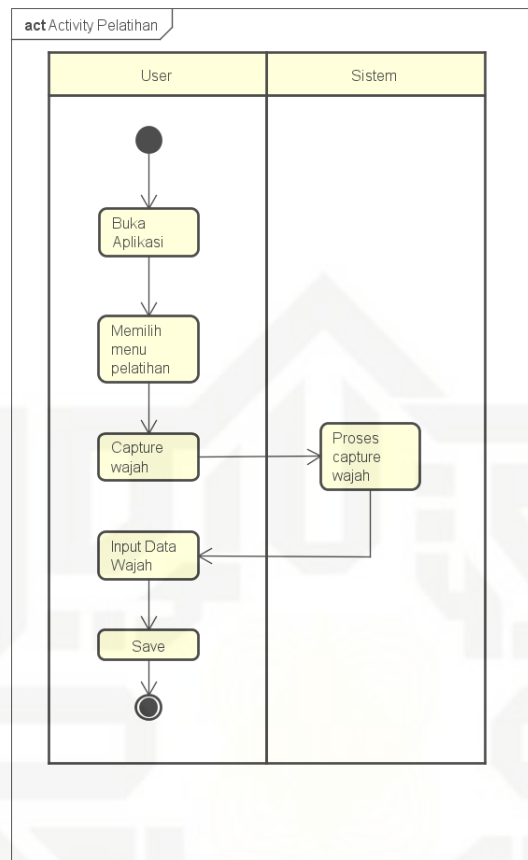 act Activity Pelatihan
User
Sistem
Buka
Aplikasi
Memilih
menu
pelatihan
Capture
wajah
Proses
capture
wajah
Input Data
Wajah
Save